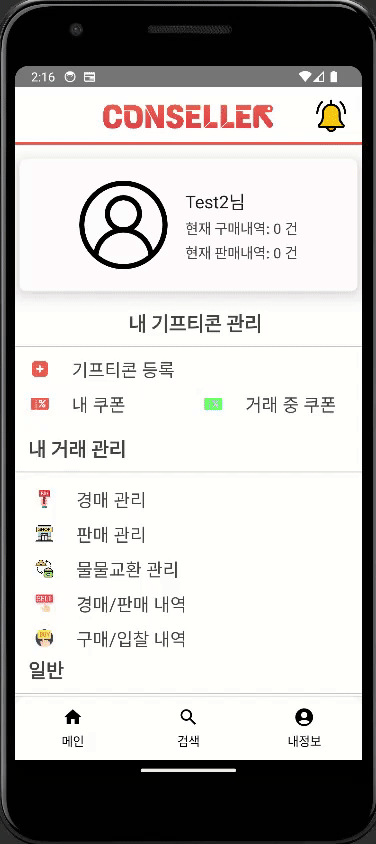 2:16
CONSELLER
Test2님
현재 구매내역: 0 건
현재 판매내역: 0 건
내 기프티콘 관리
기프티콘 등록
내 쿠폰 거래 중 쿠폰
내 거래 관리
경매 관리
판매 관리
물물교환 관리
경매/판매 내역
구매/입찰 내역
일반
메인 검색 내정보